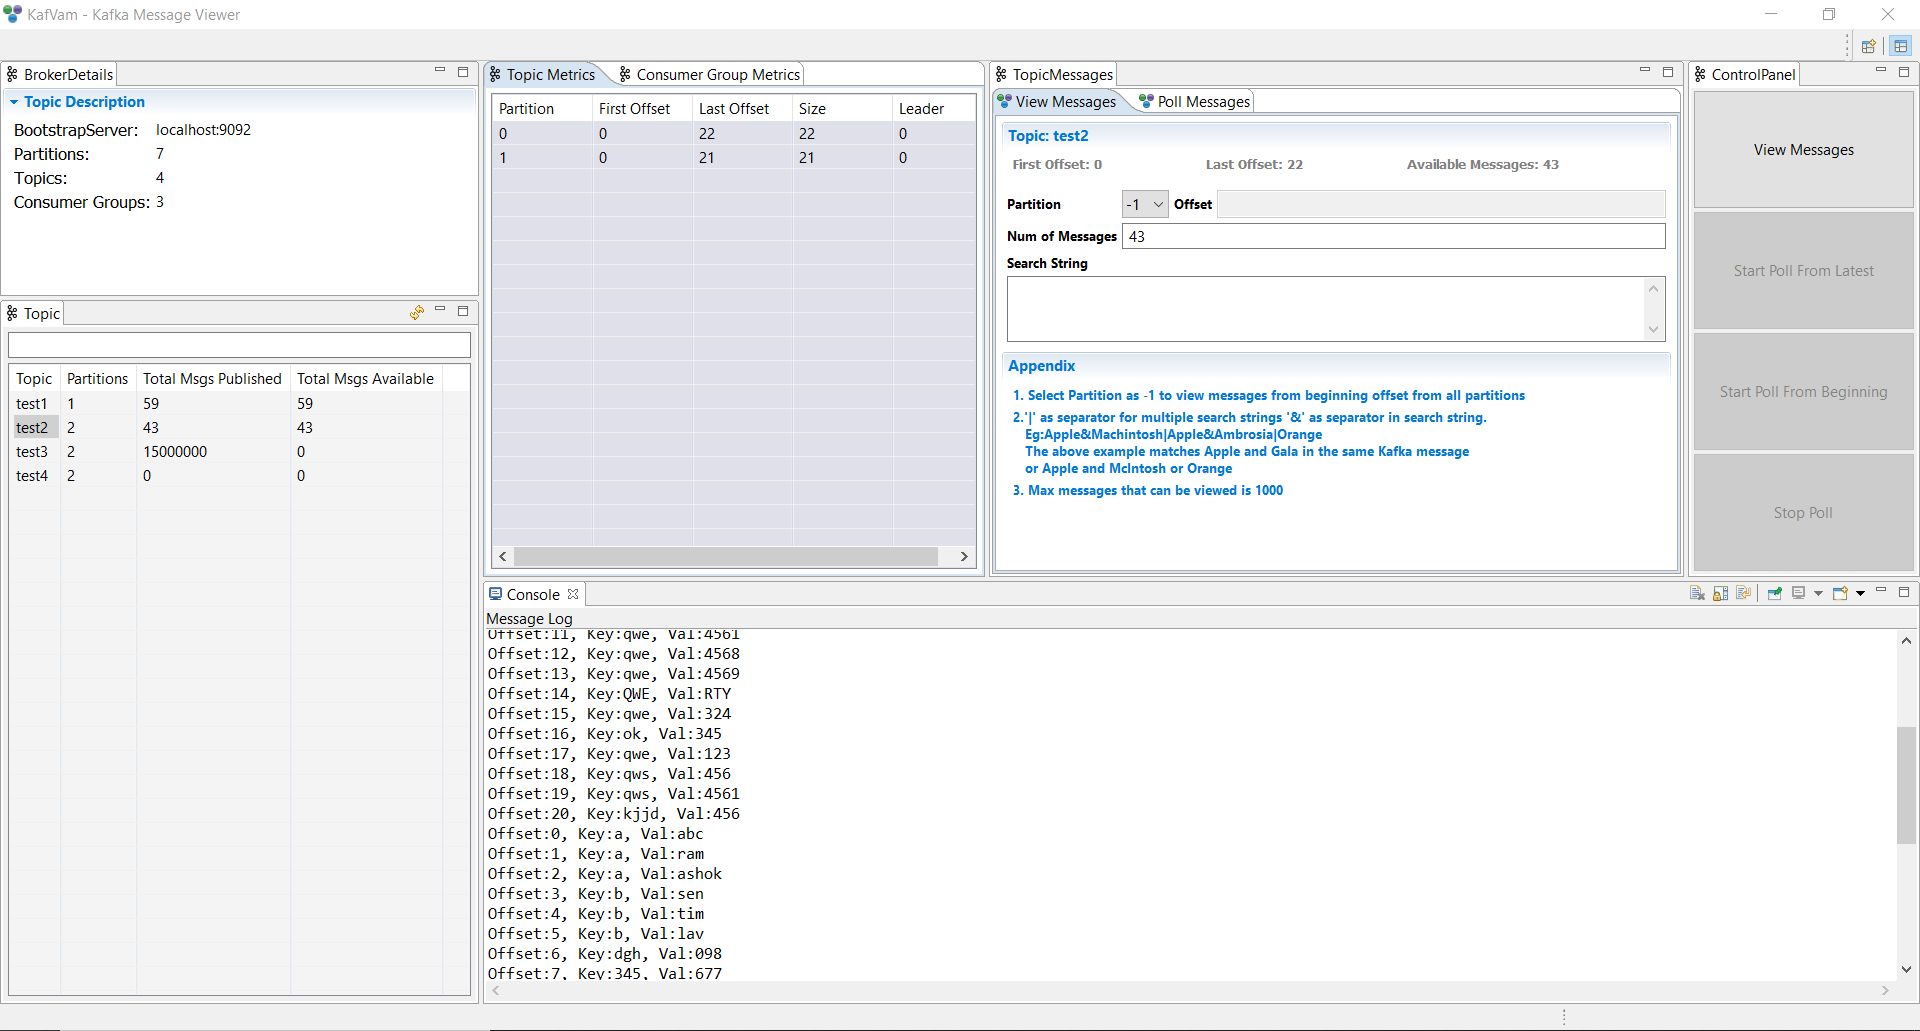 KafVam - Kafka Message Viewer
BrokerDetails
Topic Description
BootstrapServer: localhost:9092
Partitions: 7
Topics: 4
Consumer Groups: 3
Topic
Topic Partitions Total Msgs Published Total Msgs Available
test1 1 59 59
test2 2 43 43
test3 2 15000000 0
test4 2 0 0
Topic Metrics Consumer Group Metrics
Partition First Offset Last Offset Size Leader
0 0 22 22 0
1 0 21 21 0
TopicMessages
View Messages Poll Messages
Topic: test2
First Offset: 0 Last Offset: 22 Available Messages: 43
Partition -1 Offset
Num of Messages 43
Search String
Appendix
1. Select Partition as -1 to view messages from beginning offset from all partitions
2.'|' as separator for multiple search strings '&' as separator in search string.
Eg:Apple&Machintosh|Apple&Ambrosia|Orange
The above example matches Apple and Gala in the same Kafka message
or Apple and McIntosh or Orange
3. Max messages that can be viewed is 1000
ControlPanel
View Messages
Start Poll From Latest
Start Poll From Beginning
Stop Poll
Console
Message Log
Offset:11, Key:qwe, Val:4561
Offset:12, Key:qwe, Val:4568
Offset:13, Key:qwe, Val:4569
Offset:14, Key:QWE, Val:RTY
Offset:15, Key:qwe, Val:324
Offset:16, Key:ok, Val:345
Offset:17, Key:qwe, Val:123
Offset:18, Key:qws, Val:456
Offset:19, Key:qws, Val:4561
Offset:20, Key:kjjd, Val:456
Offset:0, Key:a, Val:abc
Offset:1, Key:a, Val:ram
Offset:2, Key:a, Val:ashok
Offset:3, Key:b, Val:sen
Offset:4, Key:b, Val:tim
Offset:5, Key:b, Val:lav
Offset:6, Key:dgh, Val:098
Offset:7, Key:345, Val:677